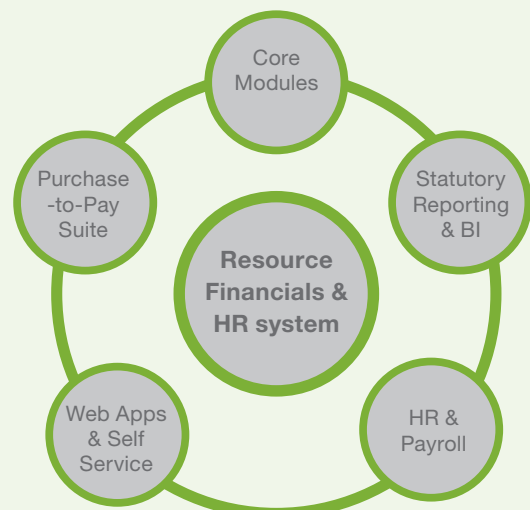 Core
Modules
Purchase
-to-Pay
Suite
Statutory
Reporting
& BI
Resource
Financials &
HR system
Web Apps
& Self
Service
HR &
Payroll